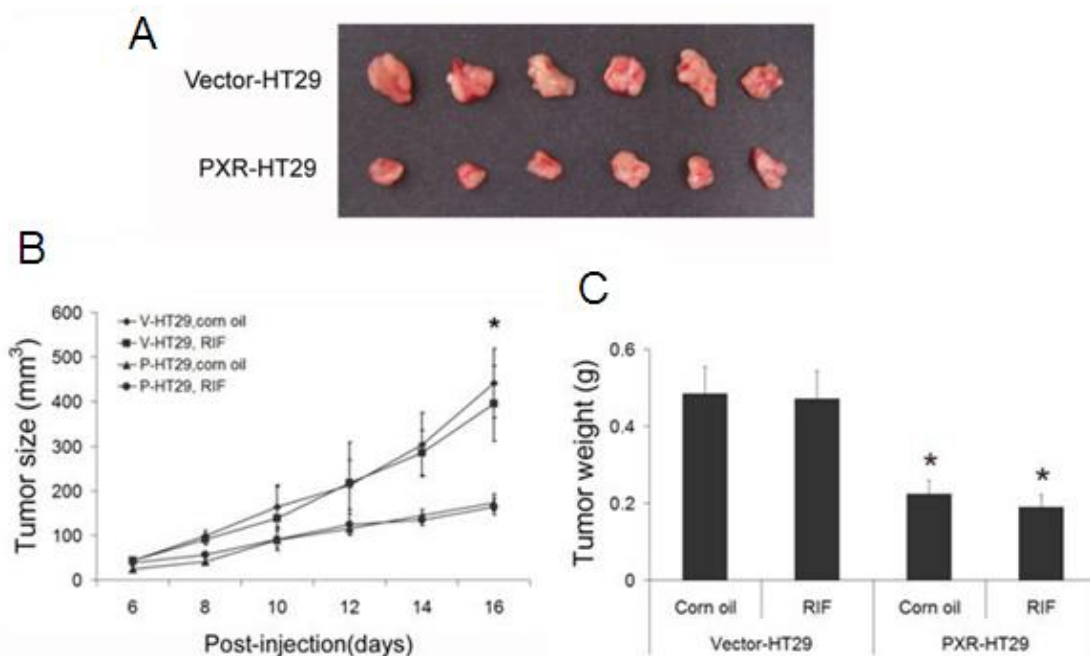 A
Vector-HT29
PXR-HT29
B
Tumor size (mm³)
600
500
400
300
200
100
0
V-HT29,corn oil
V-HT29, RIF
P-HT29,corn oil
P-HT29, RIF
*
6 8 10 12 14 16
Post-injection(days)
C
Tumor weight (g)
0.6
0.4
0.2
0
* *
Corn oil RIF Corn oil RIF
Vector-HT29 PXR-HT29